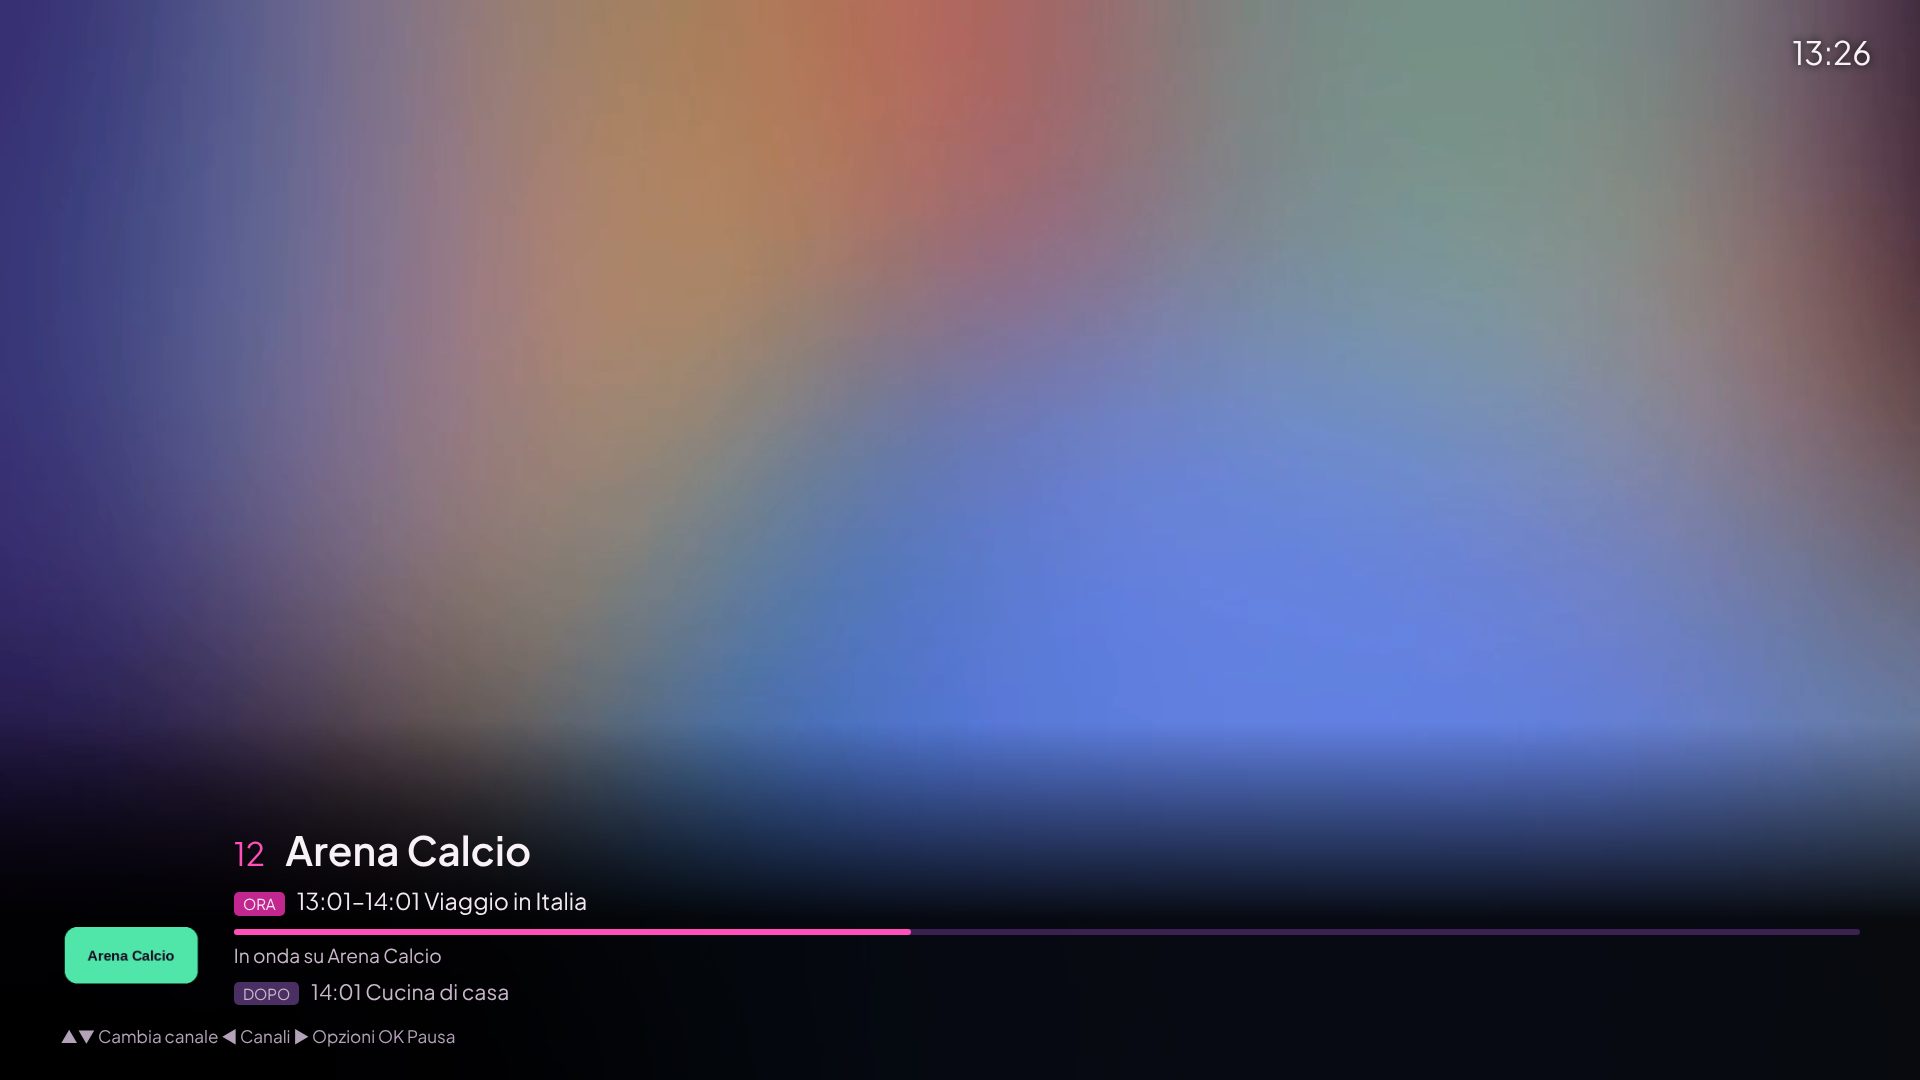 13:26
12 Arena Calcio
ORA 13:01–14:01 Viaggio in Italia
Arena Calcio
In onda su Arena Calcio
DOPO 14:01 Cucina di casa
▲▼ Cambia canale ◀ Canali ▶ Opzioni OK Pausa